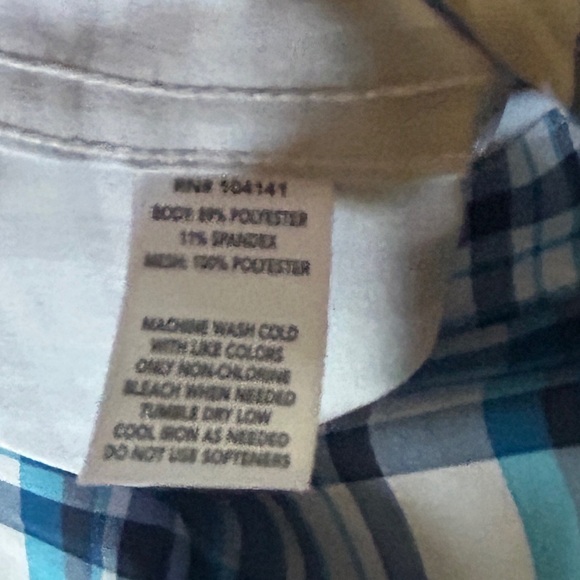 RN# 104141
BODY: 89% POLYESTER
11% SPANDEX
MESH: 100% POLYESTER
MACHINE WASH COLD
WITH LIKE COLORS
ONLY NON-CHLORINE
BLEACH WHEN NEEDED
TUMBLE DRY LOW
COOL IRON AS NEEDED
DO NOT USE SOFTENERS